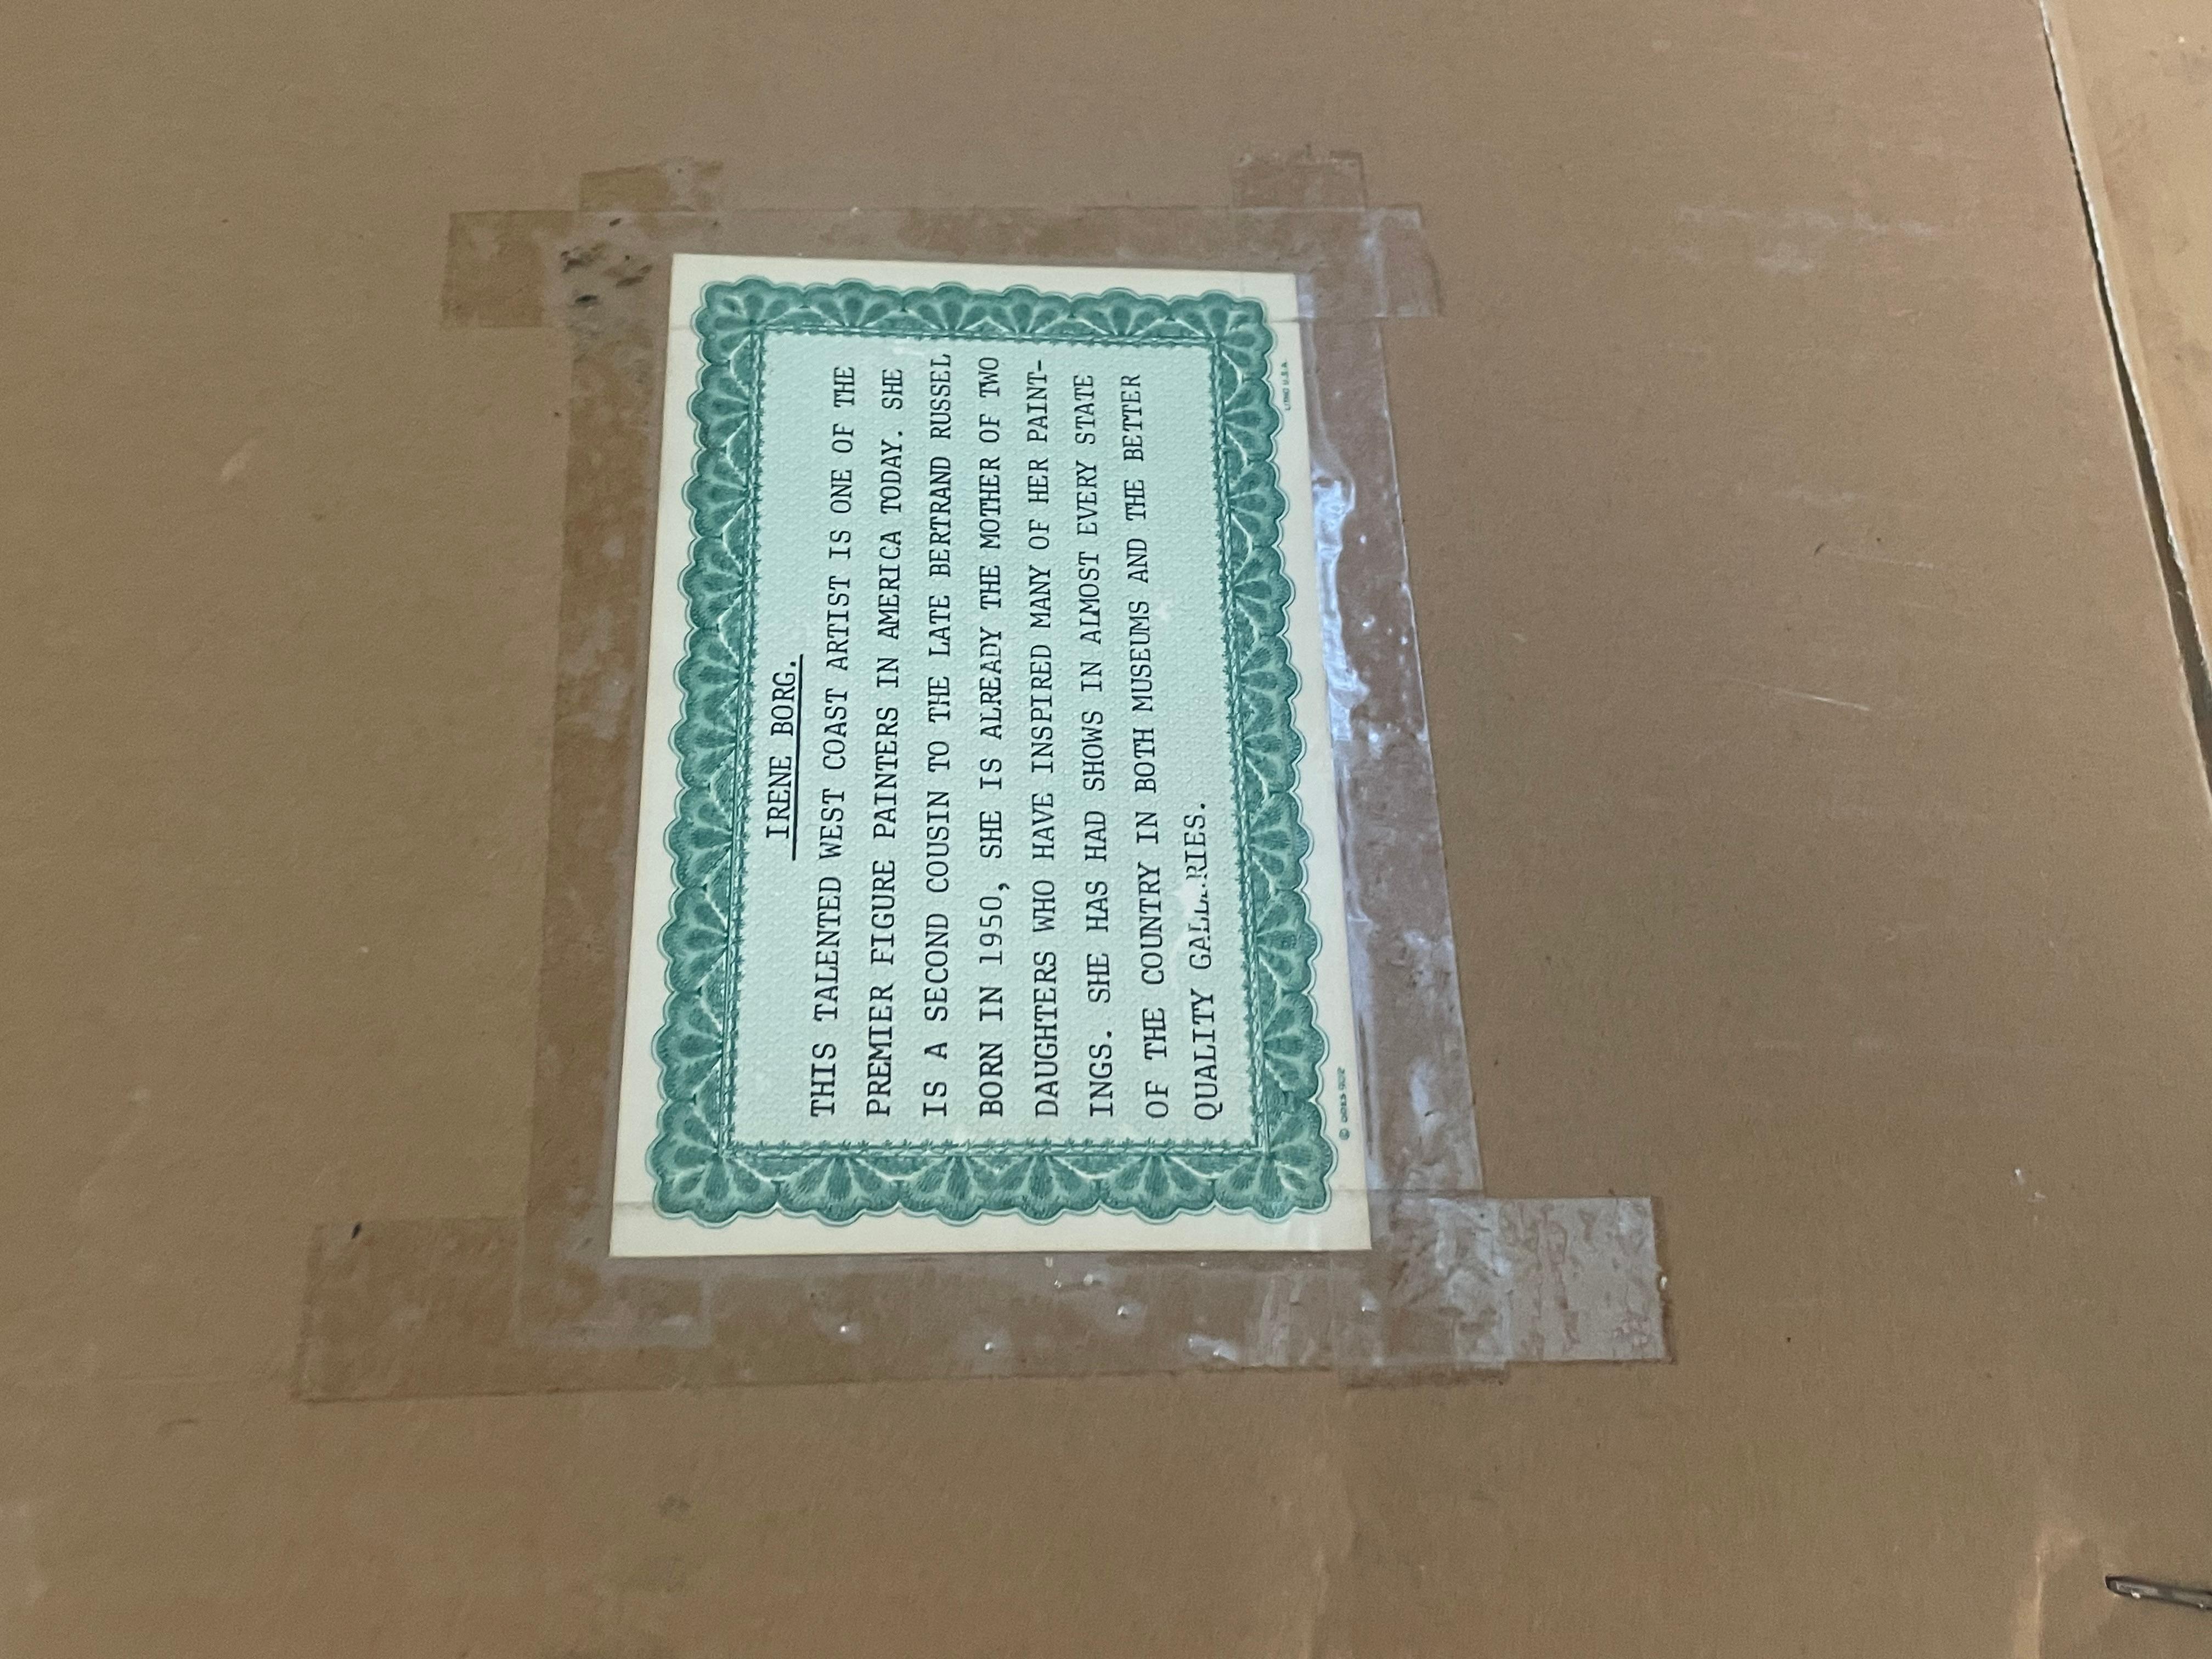 IRENE BORG.
THIS TALENTED WEST COAST ARTIST IS ONE OF THE
PREMIER FIGURE PAINTERS IN AMERICA TODAY. SHE
IS A SECOND COUSIN TO THE LATE BERTRAND RUSSEL
BORN IN 1950, SHE IS ALREADY THE MOTHER OF TWO
DAUGHTERS WHO HAVE INSPIRED MANY OF HER PAINT-
INGS. SHE HAS HAD SHOWS IN ALMOST EVERY STATE
OF THE COUNTRY IN BOTH MUSEUMS AND THE BETTER
QUALITY GALLERIES.
© GOES 902 LITHO U.S.A.